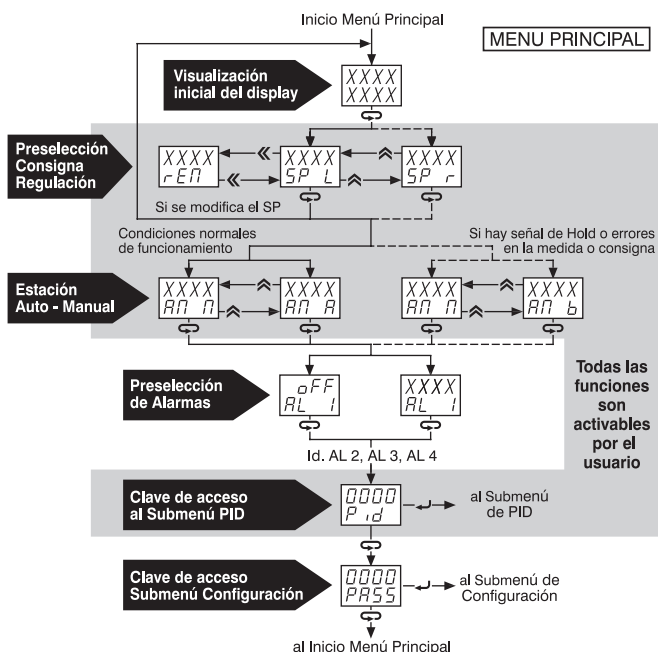 Inicio Menú Principal
MENU PRINCIPAL
Visualización
inicial del display
XXXX
XXXX
Preselección
Consigna
Regulación
XXXX
rEn
XXXX
SP L
XXXX
SP r
Si se modifica el SP
Condiciones normales
de funcionamiento
Si hay señal de Hold o errores
en la medida o consigna
Estación
Auto - Manual
XXXX
An n
XXXX
An A
XXXX
An n
XXXX
An b
Preselección
de Alarmas
oFF
AL 1
XXXX
AL 1
Todas las
funciones
son
activables
por el
usuario
Id. AL 2, AL 3, AL 4
Clave de acceso
al Submenú PID
0000
Pid
al Submenú
de PID
Clave de acceso
Submenú Configuración
0000
PASS
al Submenú de
Configuración
al Inicio Menú Principal